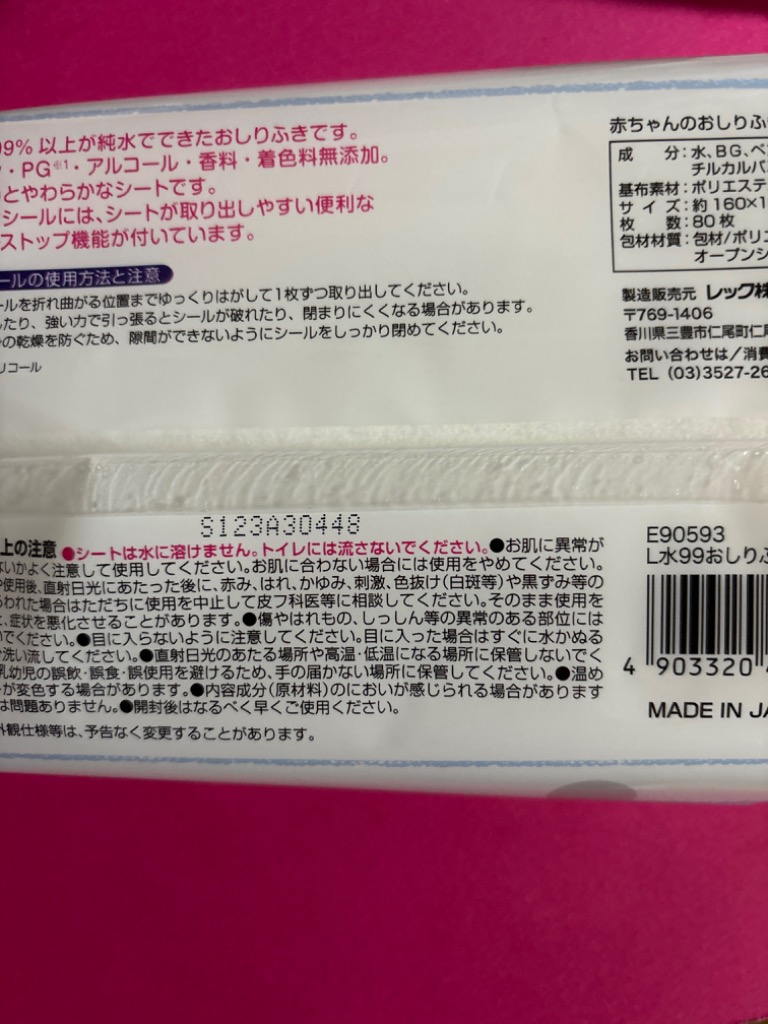 99% 以上が純水でできたおしりふきです。
・PG※1・アルコール・香料・着色料無添加。
とやわらかなシートです。
シールには、シートが取り出しやすい便利な
ストップ機能が付いています。
ールの使用方法と注意
ールを折れ曲がる位置までゆっくりはがして1枚ずつ取り出してください。
したり、強い力で引っ張るとシールが破れたり、閉まりにくくなる場合があります。
の乾燥を防ぐため、隙間ができないようにシールをしっかり閉めてください。
リコール
赤ちゃんのおしりふ
成 分:水、BG、ベ
チルカルバ
基布素材:ポリエステ
サ イ ズ:約160×1
枚 数:80枚
包材材質:包材/ポリエ
オープンシ
製造販売元 レック株
〒769-1406
香川県三豊市仁尾町仁尾
お問い合わせは/消費
TEL (03)3527-26
S123A30448
上の注意 ●シートは水に溶けません。トイレには流さないでください。●お肌に異常が
ないかよく注意して使用してください。お肌に合わない場合には使用をやめてください。
使用後、直射日光にあたった後に、赤み、はれ、かゆみ、刺激、色抜け(白斑等)や黒ずみ等の
われた場合はただちに使用を中止して皮フ科医等に相談してください。そのまま使用を
、症状を悪化させることがあります。●傷やはれもの、しっしん等の異常のある部位には
いでください。●目に入らないように注意してください。目に入った場合はすぐに水かぬる
洗い流してください。●直射日光のあたる場所や高温・低温になる場所に保管しないでく
乳幼児の誤飲・誤食・誤使用を避けるため、手の届かない場所に保管してください。●温め
が変色する場合があります。●内容成分(原材料)のにおいが感じられる場合があります
は問題ありません。●開封後はなるべく早くご使用ください。
外観仕様等は、予告なく変更することがあります。
E90593
L水99おしりふ
4 903320
MADE IN JA